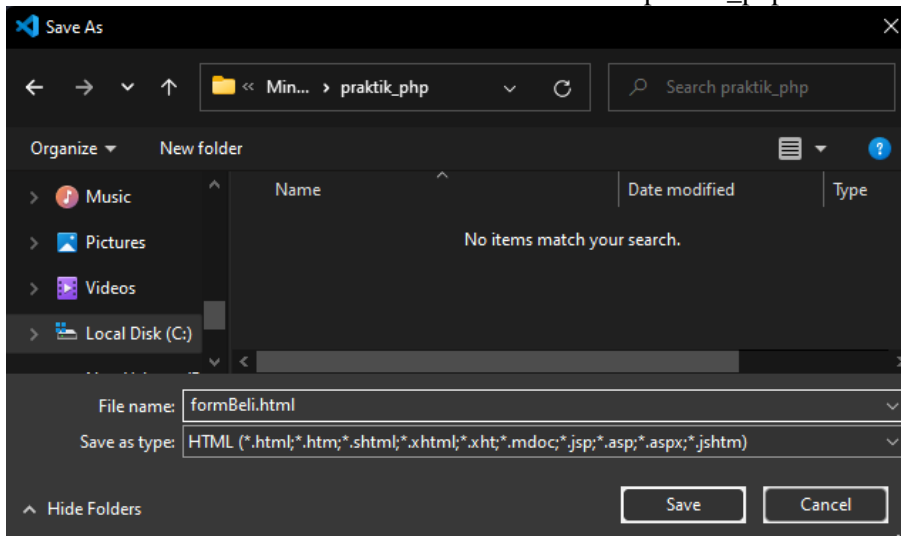 Save As
« Min... › praktik_php
Search praktik_php
Organize
New folder
Name
Date modified
Type
Music
No items match your search.
Pictures
Videos
Local Disk (C:)
File name: formBeli.html
Save as type: HTML (*.html;*.htm;*.shtml;*.xhtml;*.xht;*.mdoc;*.jsp;*.asp;*.aspx;*.jshtm)
Hide Folders
Save
Cancel